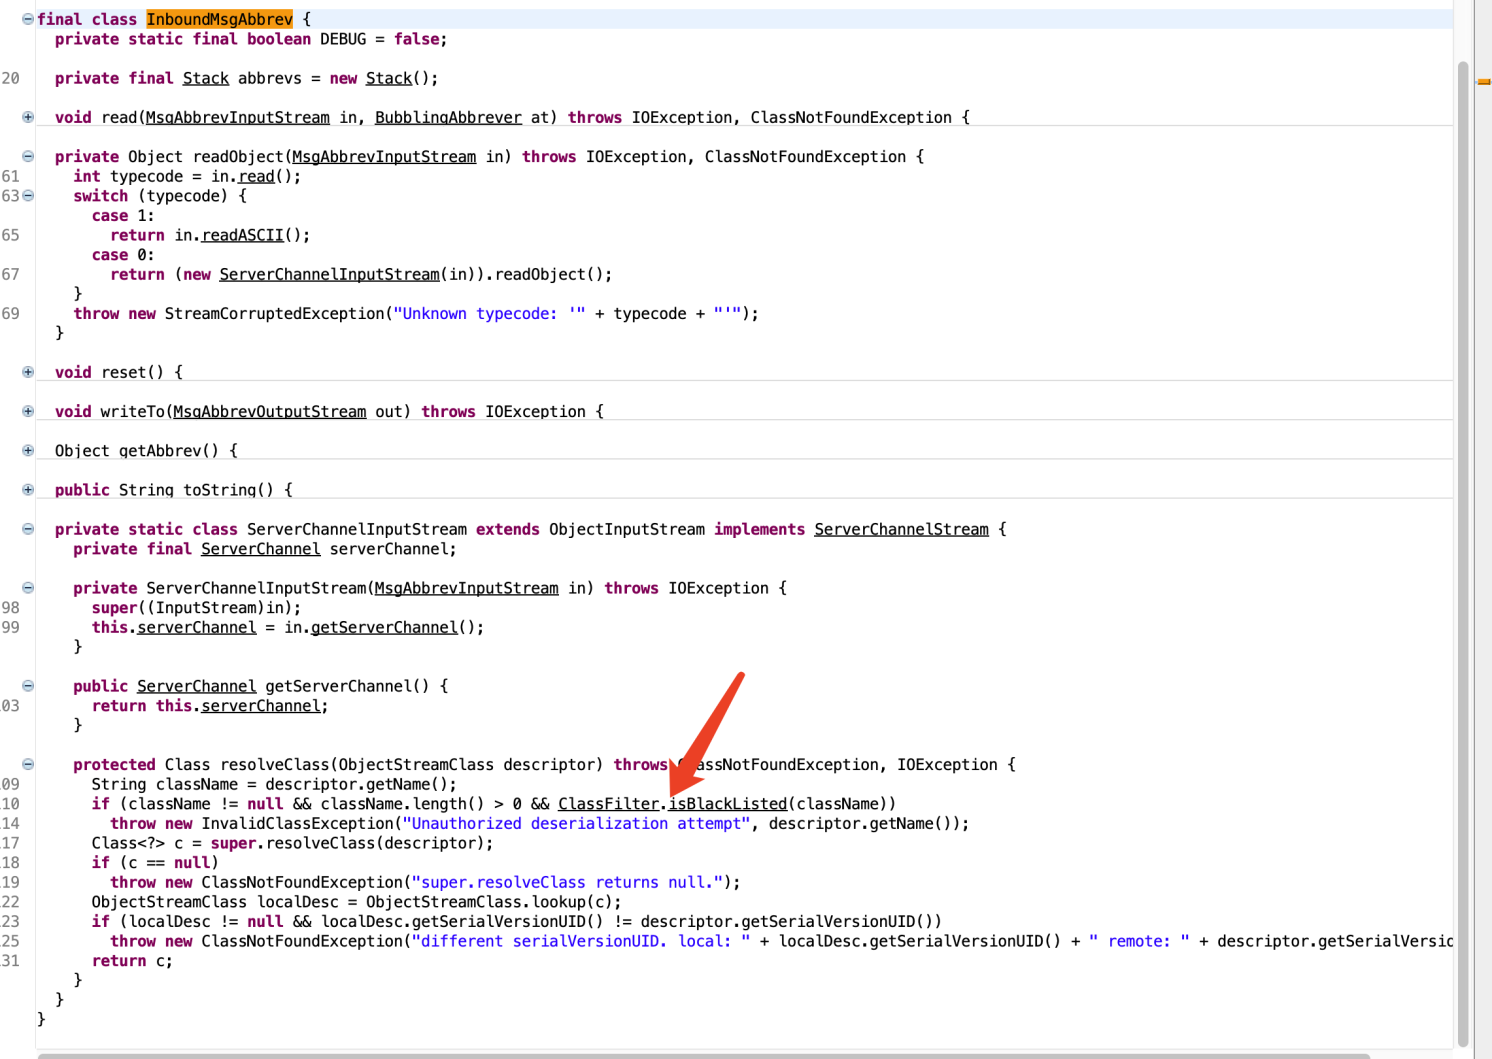 final class InboundMsgAbbrev {
private static final boolean DEBUG = false;
20 private final Stack abbrevs = new Stack();
void read(MsgAbbrevInputStream in, BubblingAbbrever at) throws IOException, ClassNotFoundException {
private Object readObject(MsgAbbrevInputStream in) throws IOException, ClassNotFoundException {
61 int typecode = in.read();
63 switch (typecode) {
case 1:
65 return in.readASCII();
case 0:
67 return (new ServerChannelInputStream(in)).readObject();
}
69 throw new StreamCorruptedException("Unknown typecode: '" + typecode + "'");
}
void reset() {
void writeTo(MsgAbbrevOutputStream out) throws IOException {
Object getAbbrev() {
public String toString() {
private static class ServerChannelInputStream extends ObjectInputStream implements ServerChannelStream {
private final ServerChannel serverChannel;
private ServerChannelInputStream(MsgAbbrevInputStream in) throws IOException {
98 super((InputStream)in);
99 this.serverChannel = in.getServerChannel();
}
public ServerChannel getServerChannel() {
03 return this.serverChannel;
}
protected Class resolveClass(ObjectStreamClass descriptor) throws ClassNotFoundException, IOException {
09 String className = descriptor.getName();
10 if (className != null && className.length() > 0 && ClassFilter.isBlackListed(className))
14 throw new InvalidClassException("Unauthorized deserialization attempt", descriptor.getName());
17 Class<?> c = super.resolveClass(descriptor);
18 if (c == null)
19 throw new ClassNotFoundException("super.resolveClass returns null.");
22 ObjectStreamClass localDesc = ObjectStreamClass.lookup(c);
23 if (localDesc != null && localDesc.getSerialVersionUID() != descriptor.getSerialVersionUID())
25 throw new ClassNotFoundException("different serialVersionUID. local: " + localDesc.getSerialVersionUID() + " remote: " + descriptor.getSerialVersio
31 return c;
}
}
}